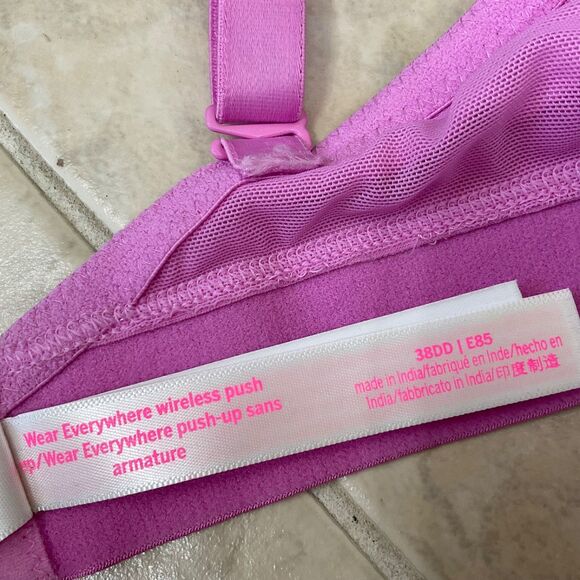 Wear Everywhere wireless push
up/Wear Everywhere push-up sans
armature
38DD | E85
made in India/fabriqué en Inde/hecho en
India/fabbricato in India/印度制造